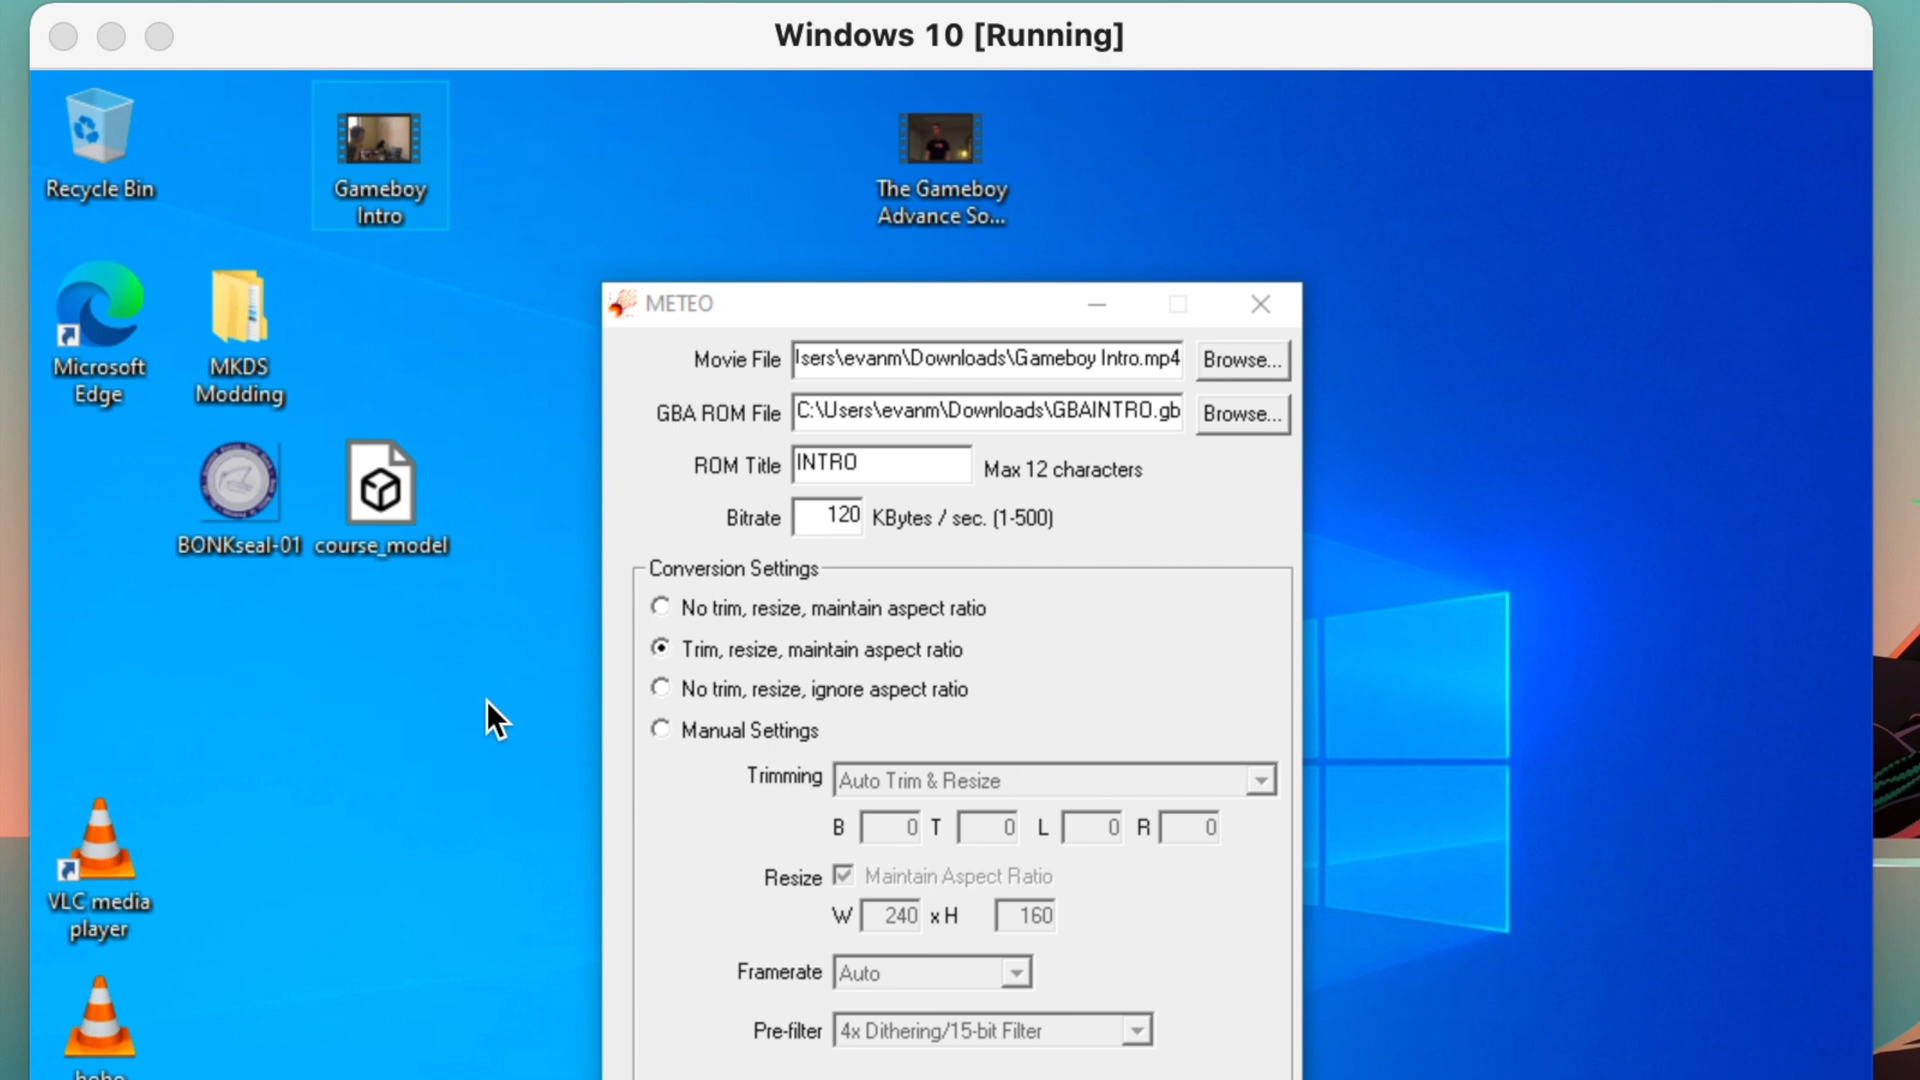 Windows 10 [Running]
Recycle Bin
Gameboy
Intro
The Gameboy
Advance So...
Microsoft
Edge
MKDS
Modding
BONKseal-01
course_model
VLC media
player
METEO
Movie File
lsers\evanm\Downloads\Gameboy Intro.mp4
Browse...
GBA ROM File
C:\Users\evanm\Downloads\GBAINTRO.gb
Browse...
ROM Title
INTRO
Max 12 characters
Bitrate
120
KBytes / sec. (1-500)
Conversion Settings
No trim, resize, maintain aspect ratio
Trim, resize, maintain aspect ratio
No trim, resize, ignore aspect ratio
Manual Settings
Trimming
Auto Trim & Resize
B 0 T 0 L 0 R 0
Resize
Maintain Aspect Ratio
W 240 x H 160
Framerate
Auto
Pre-filter
4x Dithering/15-bit Filter